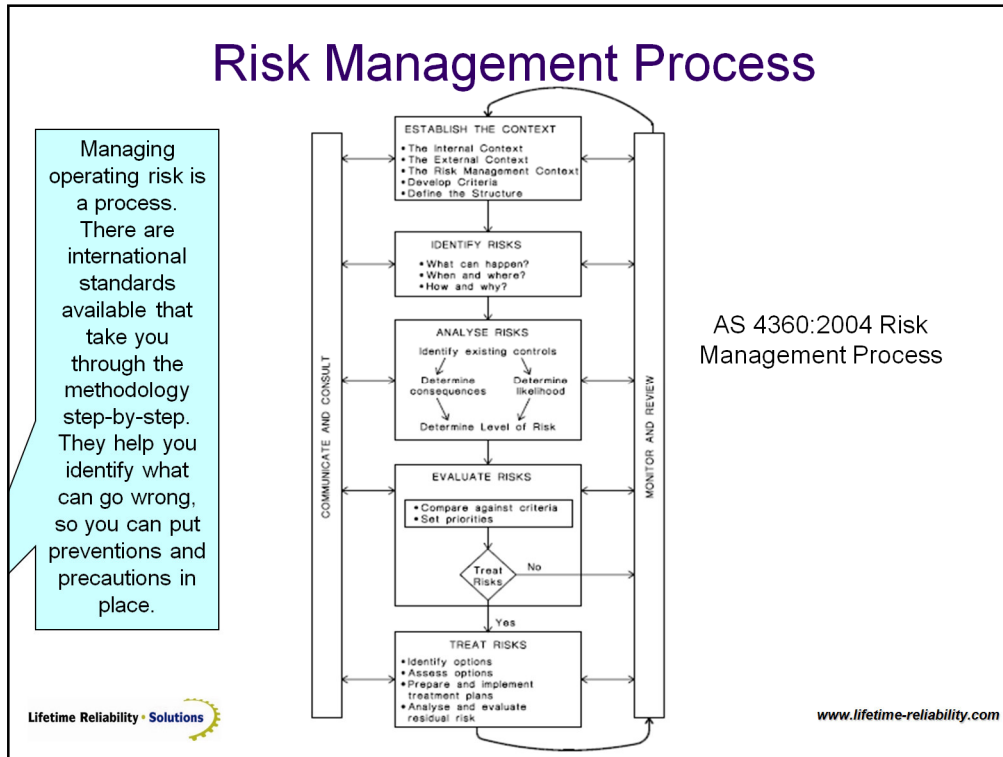 Risk Management Process
Managing
operating risk is
a process.
There are
international
standards
available that
take you
through the
methodology
step-by-step.
They help you
identify what
can go wrong,
so you can put
preventions and
precautions in
place.
COMMUNICATE AND CONSULT
ESTABLISH THE CONTEXT
• The Internal Context
• The External Context
• The Risk Management Context
• Develop Criteria
• Define the Structure
IDENTIFY RISKS
• What can happen?
• When and where?
• How and why?
ANALYSE RISKS
Identify existing controls
Determine
consequences
Determine
likelihood
Determine Level of Risk
EVALUATE RISKS
• Compare against criteria
• Set priorities
Treat
Risks
No
Yes
TREAT RISKS
• Identify options
• Assess options
• Prepare and implement
treatment plans
• Analyse and evaluate
residual risk
MONITOR AND REVIEW
AS 4360:2004 Risk
Management Process
Lifetime Reliability • Solutions
www.lifetime-reliability.com